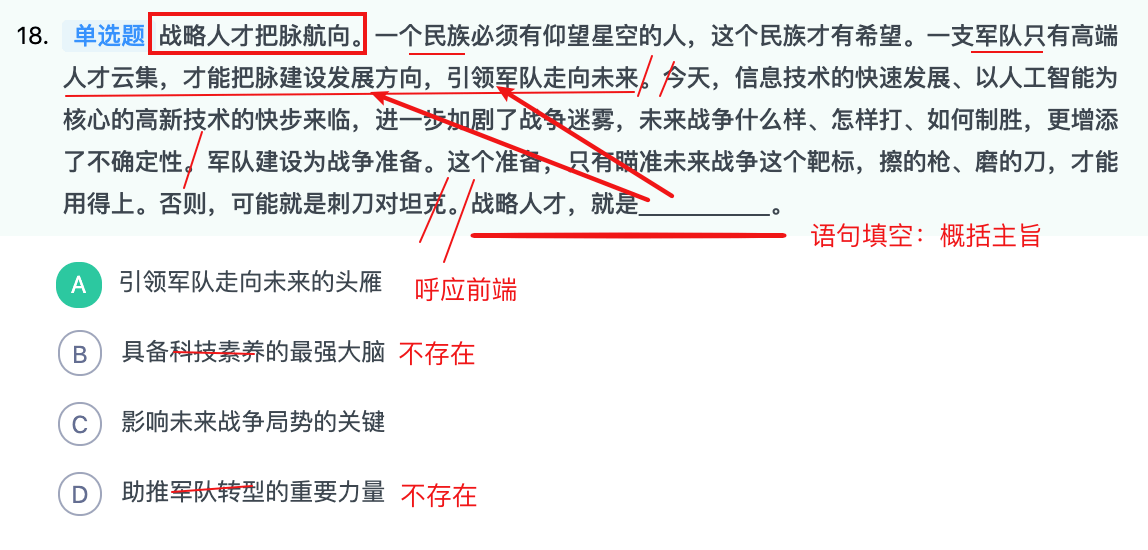 18. 单选题 战略人才把脉航向。一个民族必须有仰望星空的人，这个民族才有希望。一支军队只有高端
人才云集，才能把脉建设发展方向，引领军队走向未来。今天，信息技术的快速发展、以人工智能为
核心的高新技术的快步来临，进一步加剧了战争迷雾，未来战争什么样、怎样打、如何制胜，更增添
了不确定性。军队建设为战争准备。这个准备，只有瞄准未来战争这个靶标，擦的枪、磨的刀，才能
用得上。否则，可能就是刺刀对坦克。战略人才，就是___________。
语句填空：概括主旨
A 引领军队走向未来的头雁
呼应前端
B 具备科技素养的最强大脑 不存在
C 影响未来战争局势的关键
D 助推军队转型的重要力量 不存在